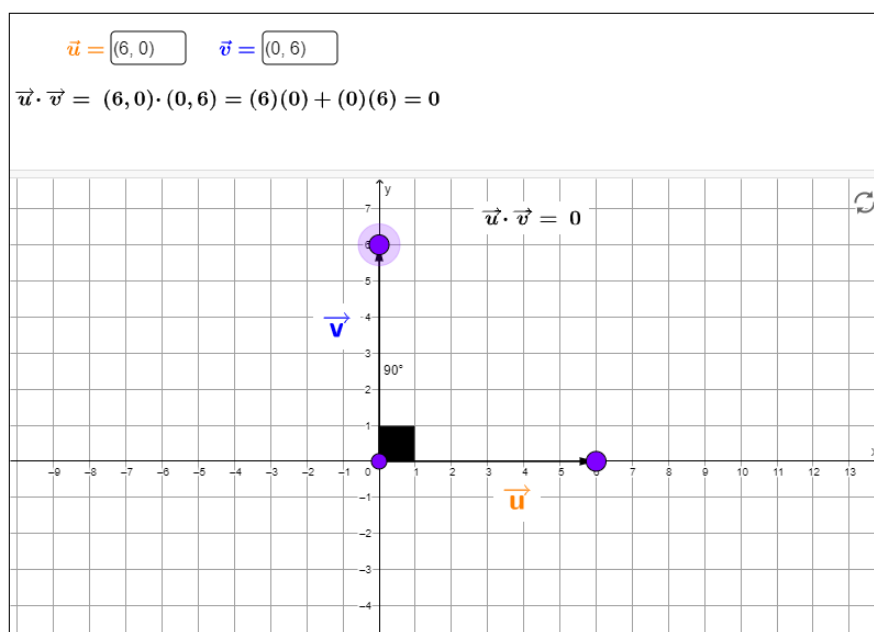 u⃗ = (6, 0) v⃗ = (0, 6)
u⃗ · v⃗ = (6, 0) · (0, 6) = (6)(0) + (0)(6) = 0
y
u⃗ · v⃗ = 0
7
6
5
4
v⃗
3
90°
2
1
−9 −8 −7 −6 −5 −4 −3 −2 −1 0 1 2 3 4 5 6 7 8 9 10 11 12 13
u⃗
−1
−2
−3
−4